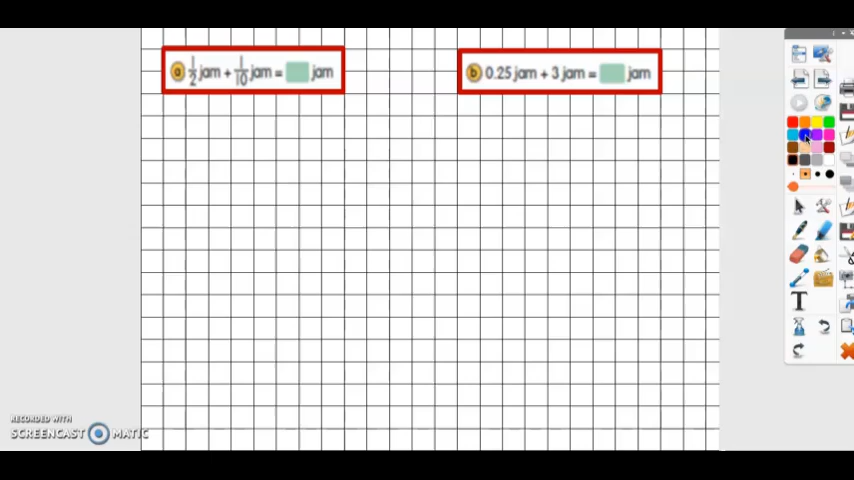 a 1/2 jam + 1/10 jam = jam
b 0.25 jam + 3 jam =  jam
T
RECORDED WITH
SCREENCAST MATIC